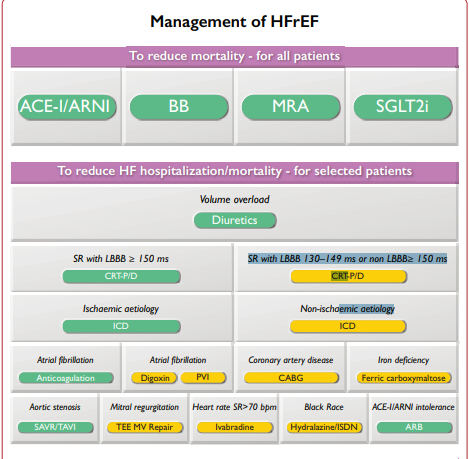 Management of HFrEF
To reduce mortality - for all patients
ACE-I/ARNI BB MRA SGLT2i
To reduce HF hospitalization/mortality - for selected patients
Volume overload
Diuretics
SR with LBBB ≥ 150 ms SR with LBBB 130–149 ms or non LBBB≥ 150 ms
CRT-P/D CRT-P/D
Ischaemic aetiology Non-ischaemic aetiology
ICD ICD
Atrial fibrillation Atrial fibrillation Coronary artery disease Iron deficiency
Anticoagulation Digoxin PVI CABG Ferric carboxymaltose
Aortic stenosis Mitral regurgitation Heart rate SR>70 bpm Black Race ACE-I/ARNI intolerance
SAVR/TAVI TEE MV Repair Ivabradine Hydralazine/ISDN ARB